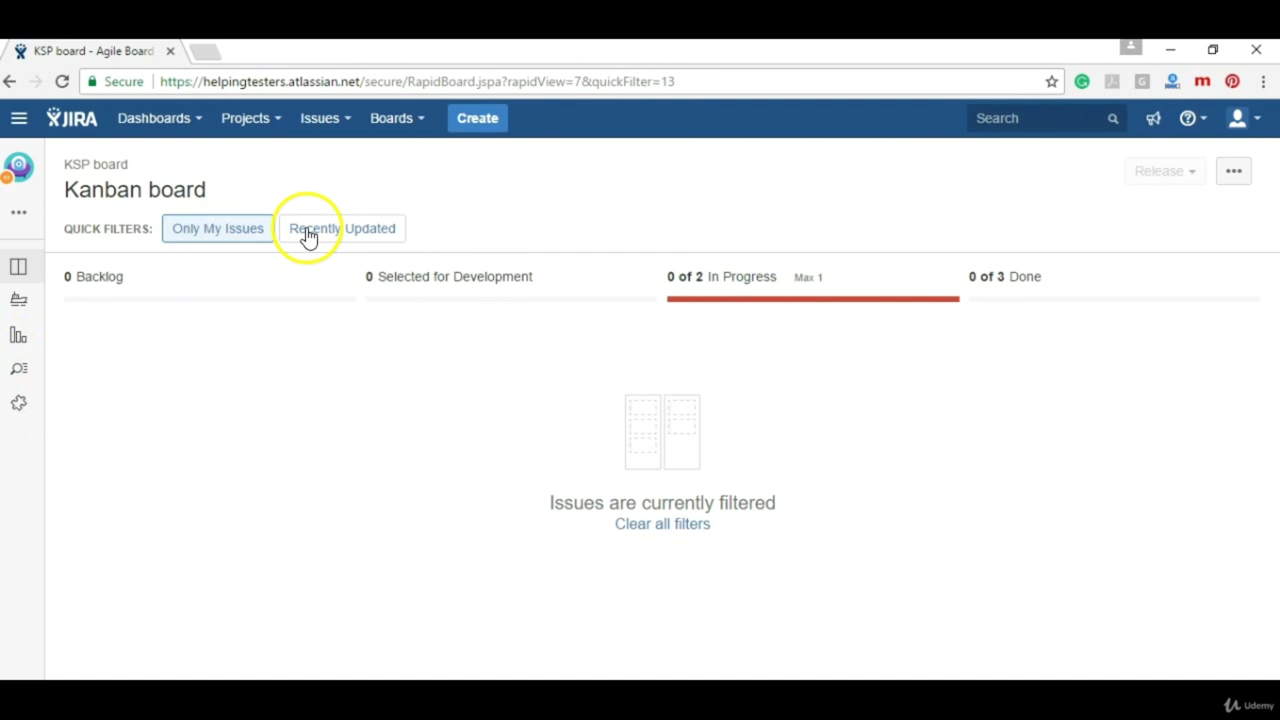 KSP board - Agile Board
Secure https://helpingtesters.atlassian.net/secure/RapidBoard.jspa?rapidView=7&quickFilter=13
JIRA Dashboards Projects Issues Boards Create Search
KSP board
Kanban board
Release
QUICK FILTERS: Only My Issues Recently Updated
0 Backlog 0 Selected for Development 0 of 2 In Progress Max 1 0 of 3 Done
Issues are currently filtered
Clear all filters
Udemy